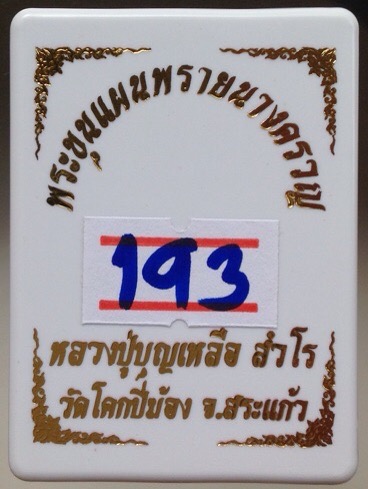 พระขุนแผนพรายนางคราญ
193
หลวงปู่บุญเหลือ สํวโร
วัดโคกปี่ฆ้อง จ.สระแก้ว